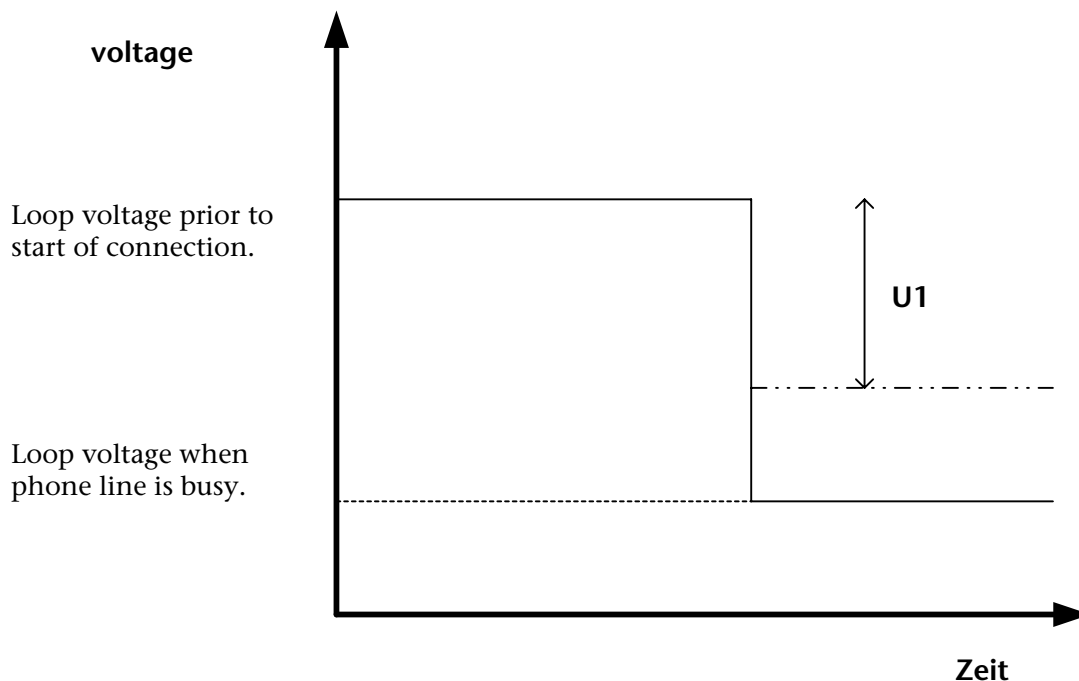 voltage
Loop voltage prior to
start of connection.
U1
Loop voltage when
phone line is busy.
Zeit